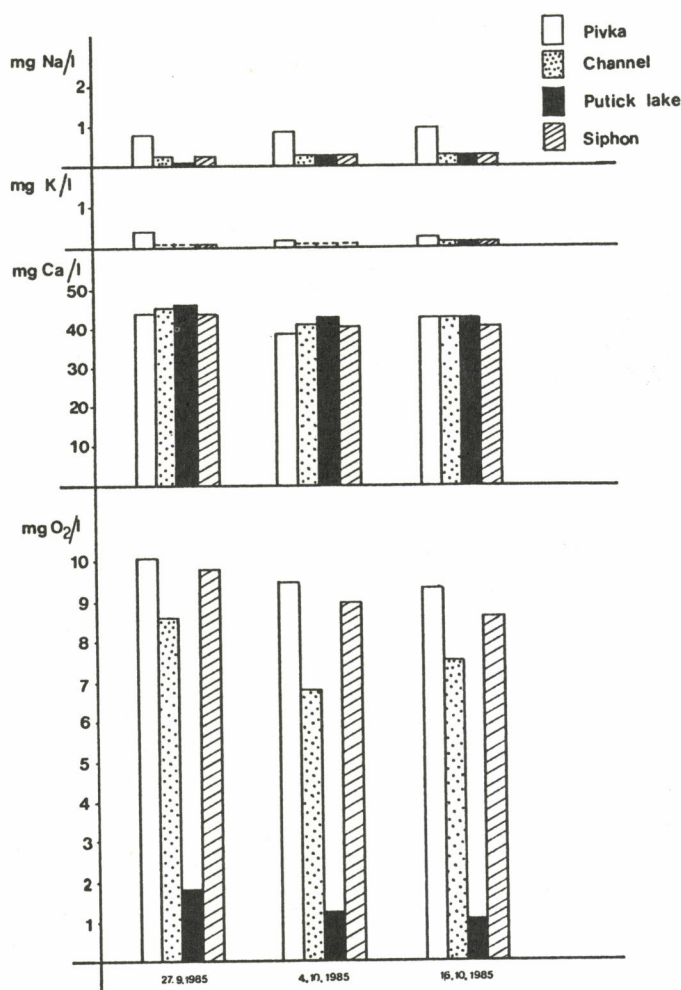 mg Na/l
2
1
Pivka
Channel
Putick lake
Siphon
mg K/l
1
mg Ca/l
50
40
30
20
10
mg O₂/l
10
9
8
7
6
5
4
3
2
1
27. 9. 1985
4. 10. 1985
16. 10. 1985